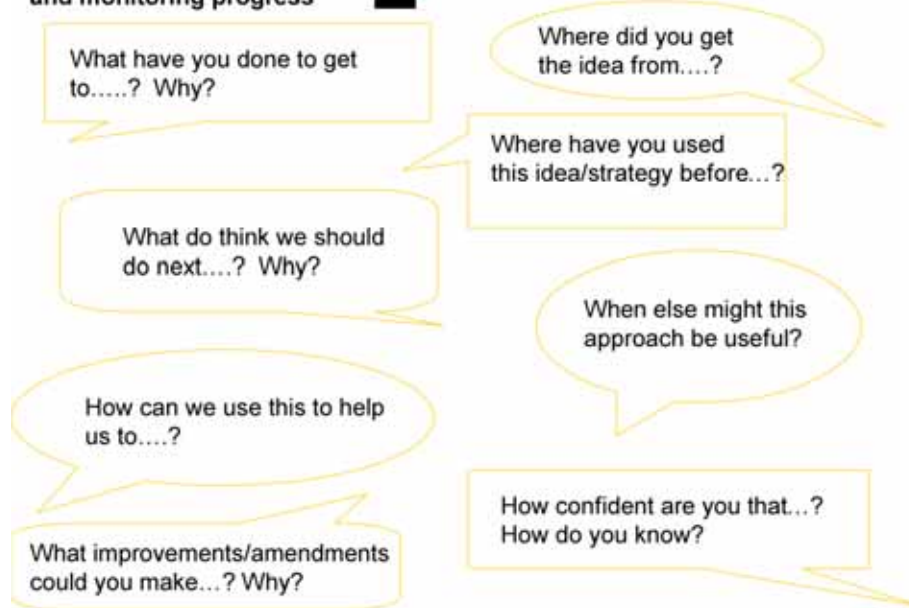 and monitoring progress
What have you done to get
to.....? Why?
Where did you get
the idea from....?
Where have you used
this idea/strategy before...?
What do think we should
do next....? Why?
When else might this
approach be useful?
How can we use this to help
us to....?
How confident are you that...?
How do you know?
What improvements/amendments
could you make...? Why?